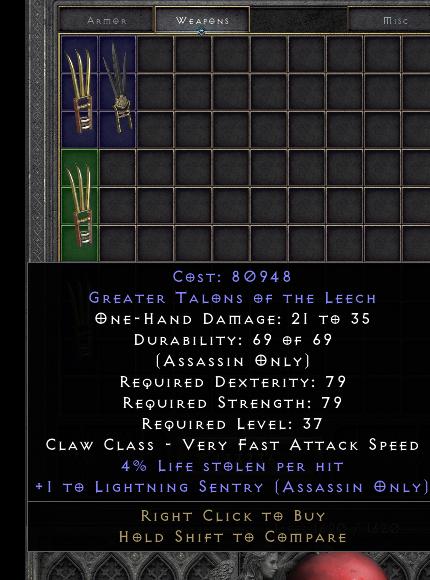 Armor
Weapons
Misc
Cost: 80948
Greater Talons of the Leech
One-Hand Damage: 21 to 35
Durability: 69 of 69
(Assassin Only)
Required Dexterity: 79
Required Strength: 79
Required Level: 37
Claw Class - Very Fast Attack Speed
4% Life stolen per hit
+1 to Lightning Sentry (Assassin Only)
Right Click to Buy
Hold Shift to Compare